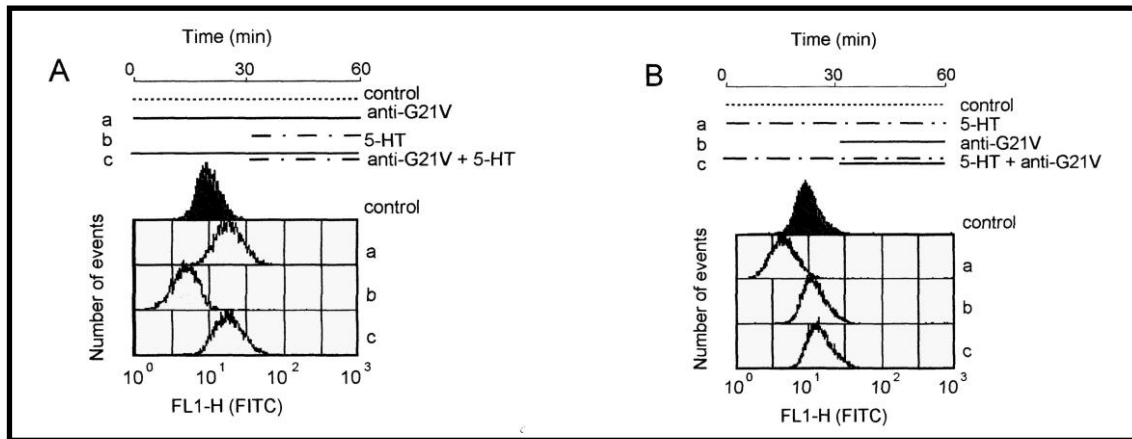 A
Time (min)
0 30 60
control
a anti-G21V
b 5-HT
c anti-G21V + 5-HT
control
Number of events
a
b
c
10^0 10^1 10^2 10^3
FL1-H (FITC)
B
Time (min)
0 30 60
control
a 5-HT
b anti-G21V
c 5-HT + anti-G21V
control
Number of events
a
b
c
10^0 10^1 10^2 10^3
FL1-H (FITC)